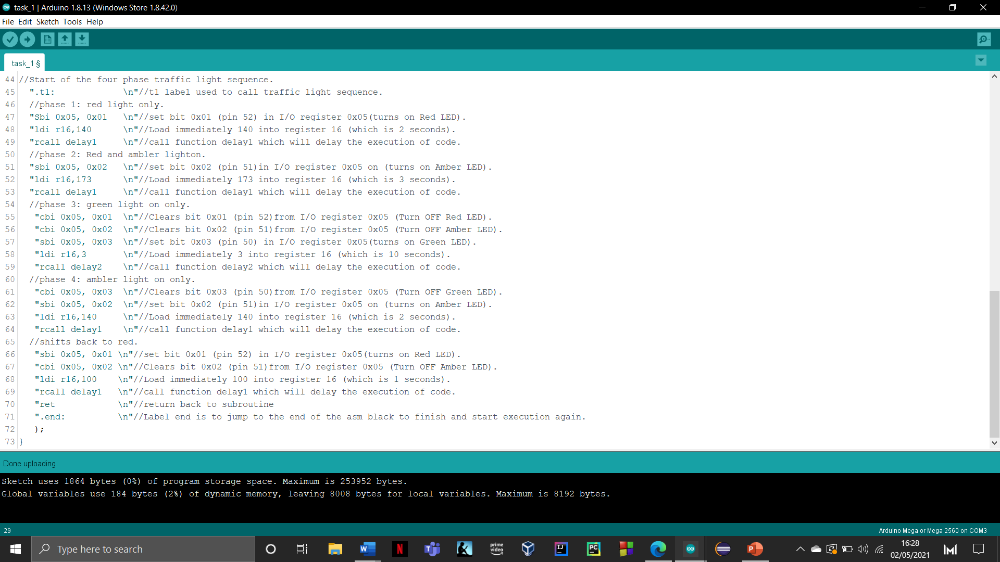 task_1 | Arduino 1.8.13 (Windows Store 1.8.42.0)
File Edit Sketch Tools Help
task_1 §
44 //Start of the four phase traffic light sequence.
45 ".t1: \n"//t1 label used to call traffic light sequence.
46 //phase 1: red light only.
47 "Sbi 0x05, 0x01 \n"//set bit 0x01 (pin 52) in I/O register 0x05(turns on Red LED).
48 "ldi r16,140 \n"//Load immediately 140 into register 16 (which is 2 seconds).
49 "rcall delay1 \n"//call function delay1 which will delay the execution of code.
50 //phase 2: Red and ambler lighton.
51 "sbi 0x05, 0x02 \n"//set bit 0x02 (pin 51)in I/O register 0x05 on (turns on Amber LED).
52 "ldi r16,173 \n"//Load immediately 173 into register 16 (which is 3 seconds).
53 "rcall delay1 \n"//call function delay1 which will delay the execution of code.
54 //phase 3: green light on only.
55 "cbi 0x05, 0x01 \n"//Clears bit 0x01 (pin 52)from I/O register 0x05 (Turn OFF Red LED).
56 "cbi 0x05, 0x02 \n"//Clears bit 0x02 (pin 51)from I/O register 0x05 (Turn OFF Amber LED).
57 "sbi 0x05, 0x03 \n"//set bit 0x03 (pin 50) in I/O register 0x05(turns on Green LED).
58 "ldi r16,3 \n"//Load immediately 3 into register 16 (which is 10 seconds).
59 "rcall delay2 \n"//call function delay2 which will delay the execution of code.
60 //phase 4: ambler light on only.
61 "cbi 0x05, 0x03 \n"//Clears bit 0x03 (pin 50)from I/O register 0x05 (Turn OFF Green LED).
62 "sbi 0x05, 0x02 \n"//set bit 0x02 (pin 51)in I/O register 0x05 on (turns on Amber LED).
63 "ldi r16,140 \n"//Load immediately 140 into register 16 (which is 2 seconds).
64 "rcall delay1 \n"//call function delay1 which will delay the execution of code.
65 //shifts back to red.
66 "sbi 0x05, 0x01 \n"//set bit 0x01 (pin 52) in I/O register 0x05(turns on Red LED).
67 "cbi 0x05, 0x02 \n"//Clears bit 0x02 (pin 51)from I/O register 0x05 (Turn OFF Amber LED).
68 "ldi r16,100 \n"//Load immediately 100 into register 16 (which is 1 seconds).
69 "rcall delay1 \n"//call function delay1 which will delay the execution of code.
70 "ret \n"//return back to subroutine
71 ".end: \n"//Label end is to jump to the end of the asm black to finish and start execution again.
72 );
73 }
Done uploading.
Sketch uses 1864 bytes (0%) of program storage space. Maximum is 253952 bytes.
Global variables use 184 bytes (2%) of dynamic memory, leaving 8008 bytes for local variables. Maximum is 8192 bytes.
29
Arduino Mega or Mega 2560 on COM3
Type here to search
W
N
T
prime video
IJ
PC
P
16:28
02/05/2021